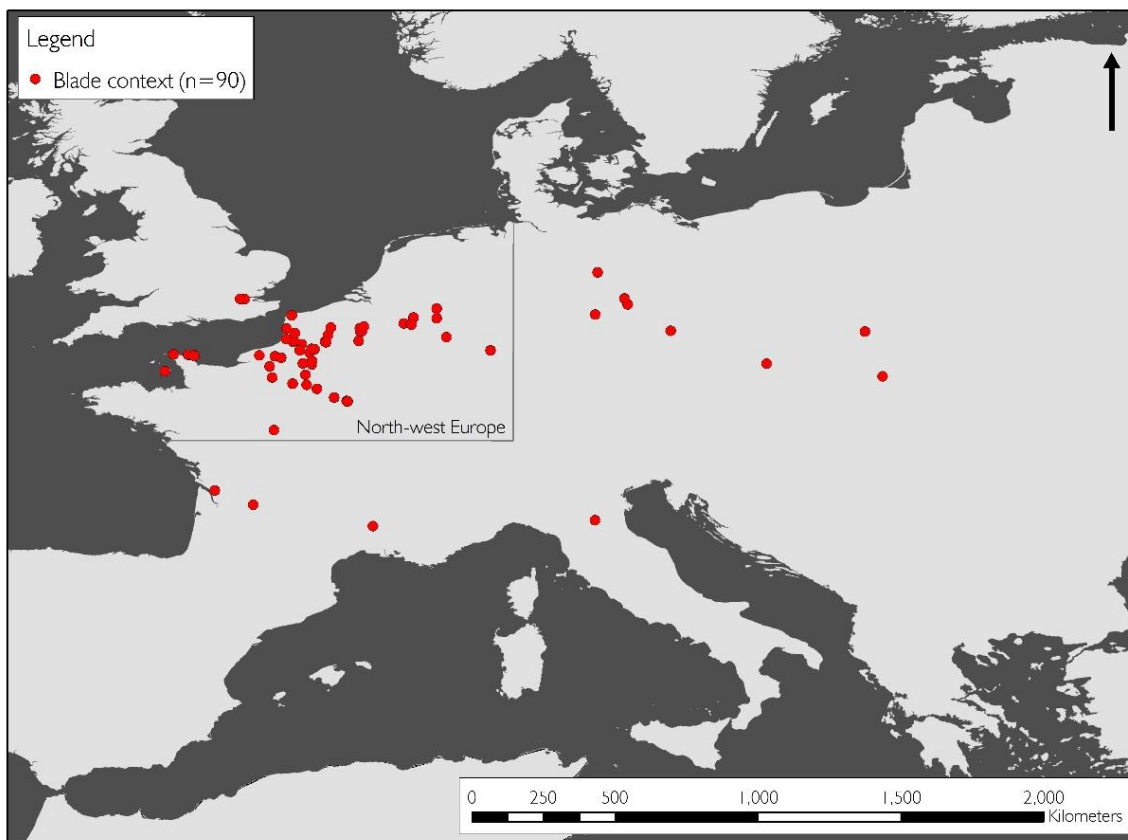 Legend
Blade context (n=90)
North-west Europe
0 250 500 1,000 1,500 2,000
Kilometers